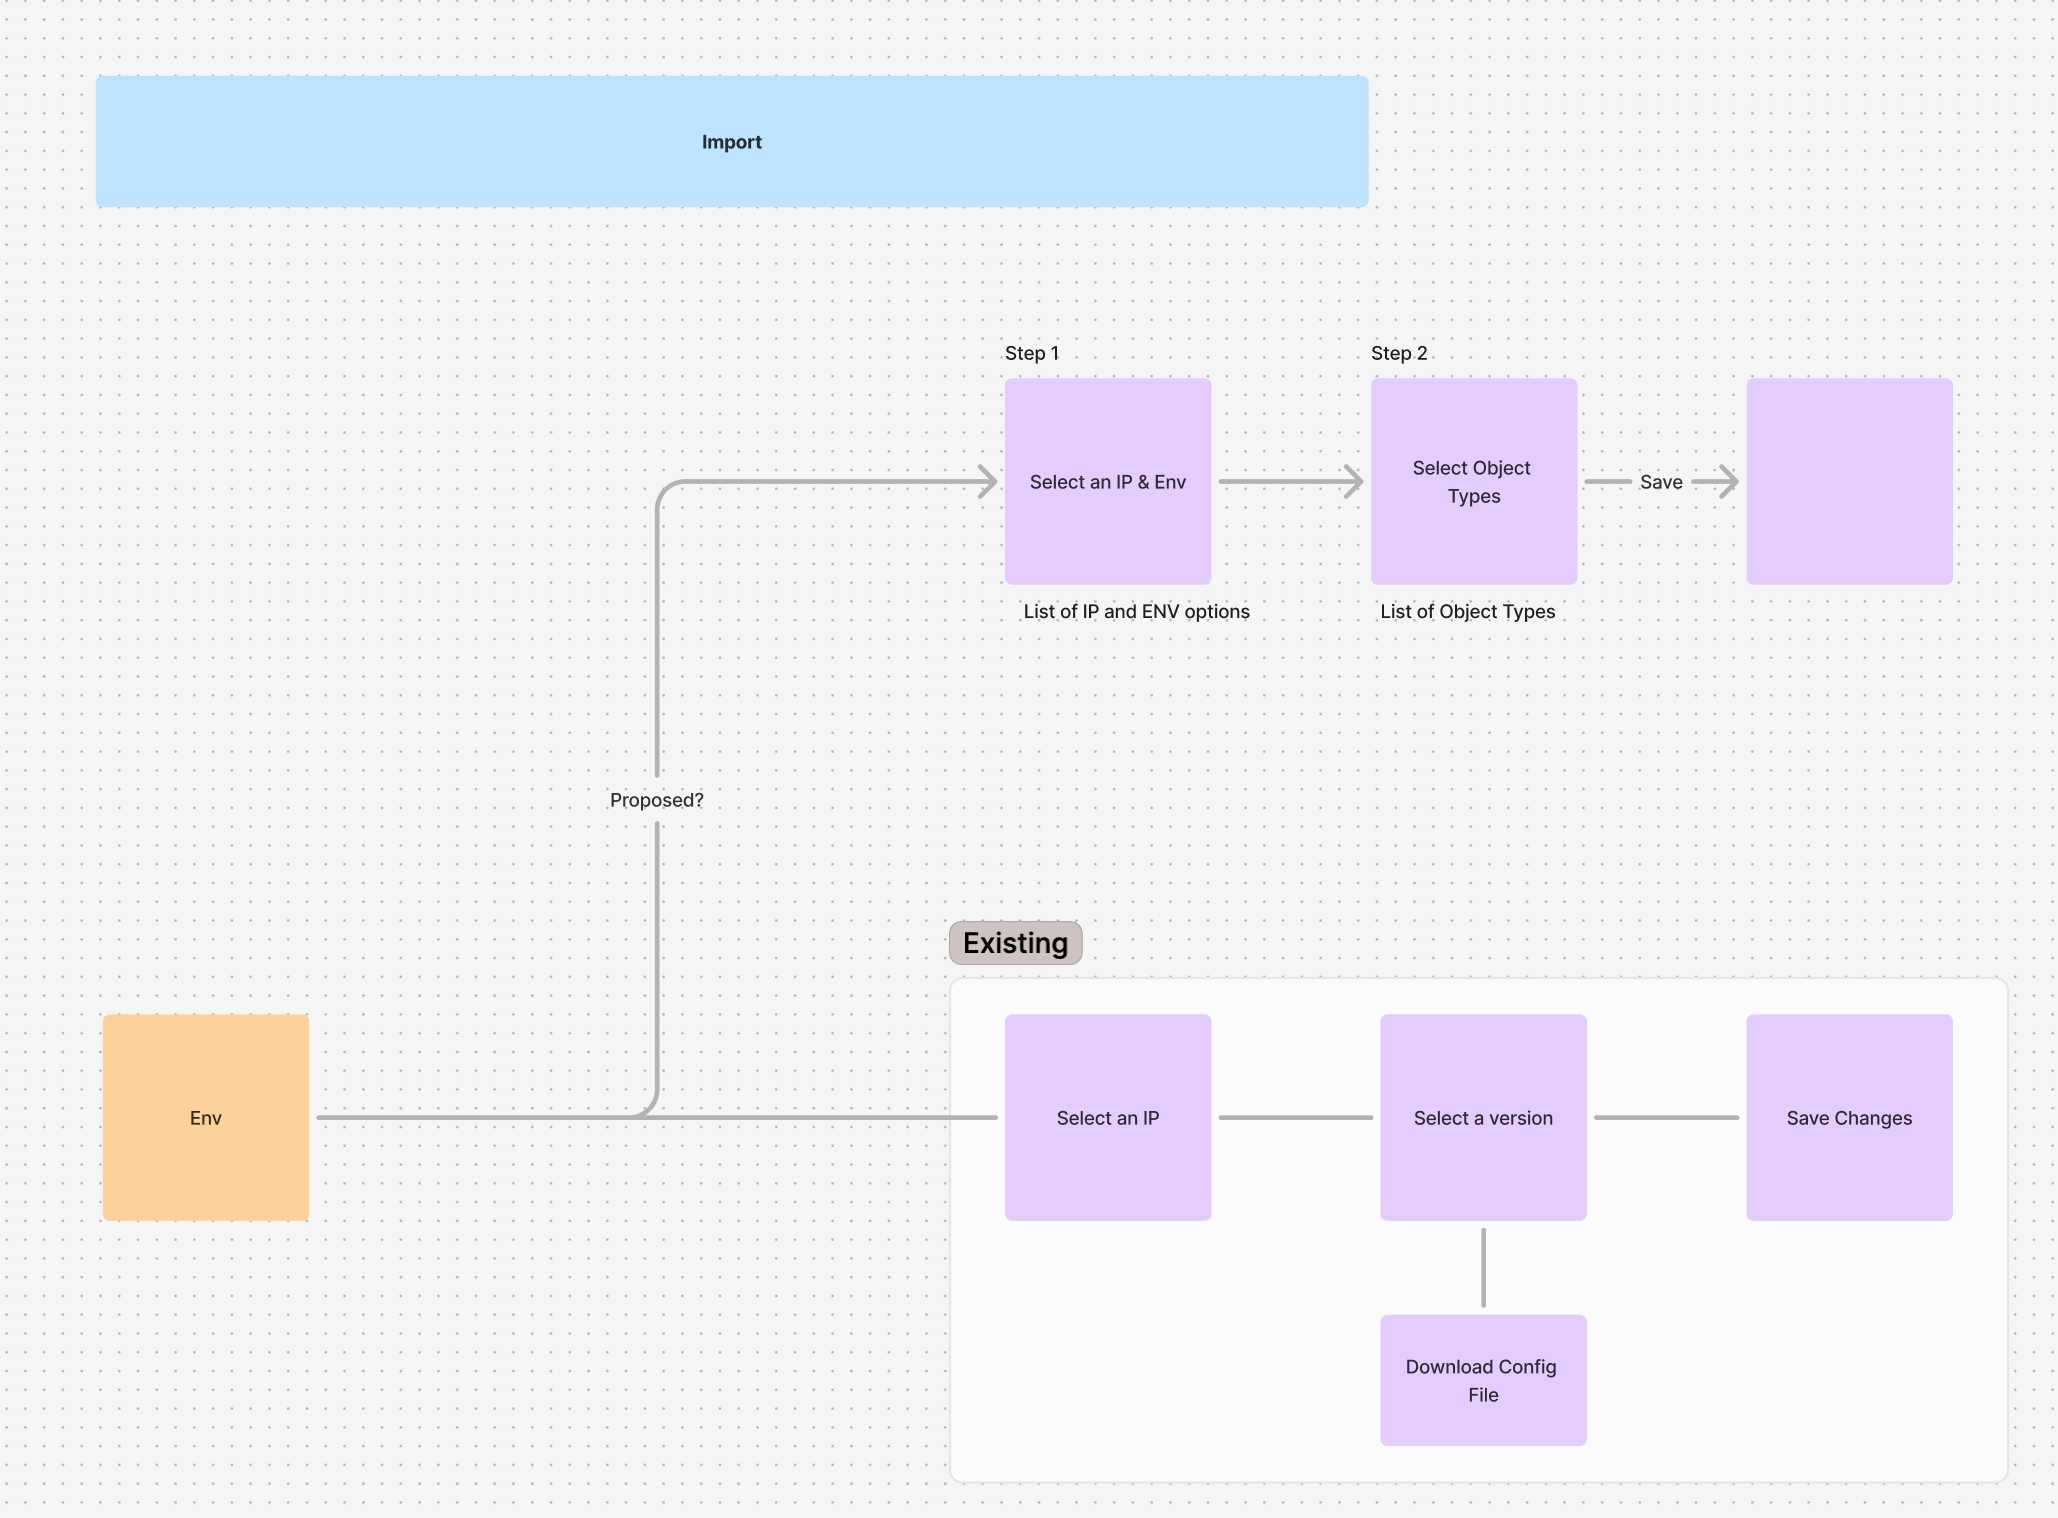 Import
Step 1
Step 2
Select an IP & Env
Select Object
Types
Save
List of IP and ENV options
List of Object Types
Proposed?
Existing
Env
Select an IP
Select a version
Save Changes
Download Config
File